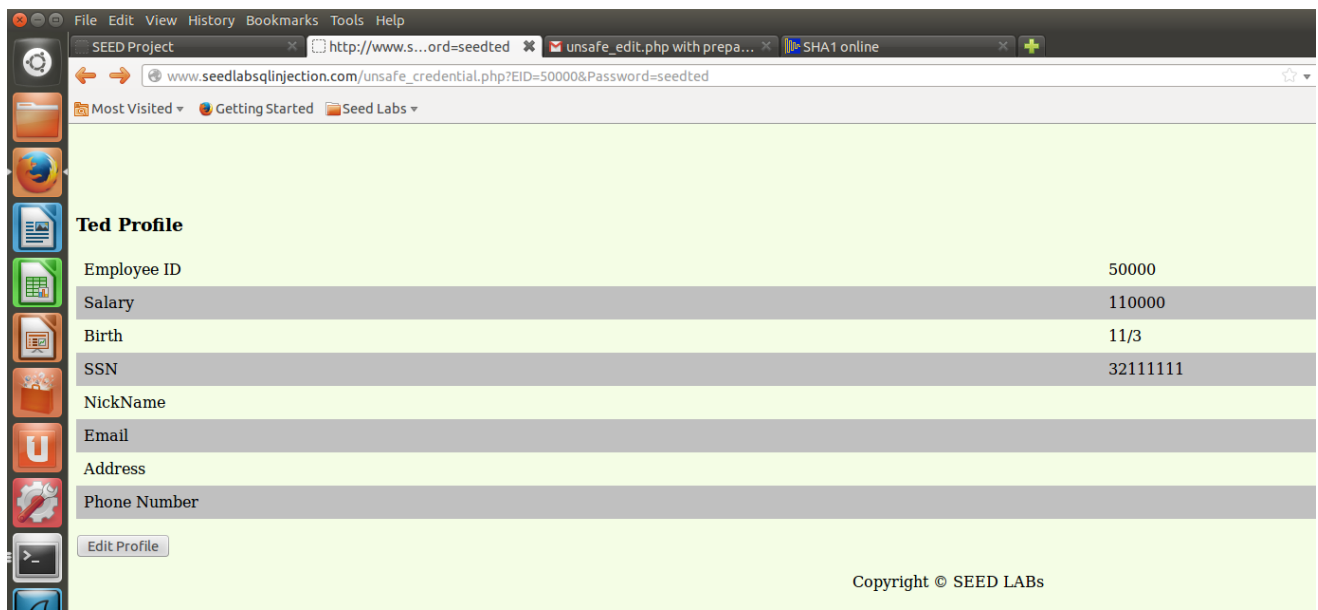 File Edit View History Bookmarks Tools Help
SEED Project http://www.s...ord=seedted unsafe_edit.php with prepa... SHA1 online
www.seedlabsqlinjection.com/unsafe_credential.php?EID=50000&Password=seedted
Most Visited Getting Started Seed Labs
Ted Profile
Employee ID 50000
Salary 110000
Birth 11/3
SSN 32111111
NickName
Email
Address
Phone Number
Edit Profile
Copyright © SEED LABs